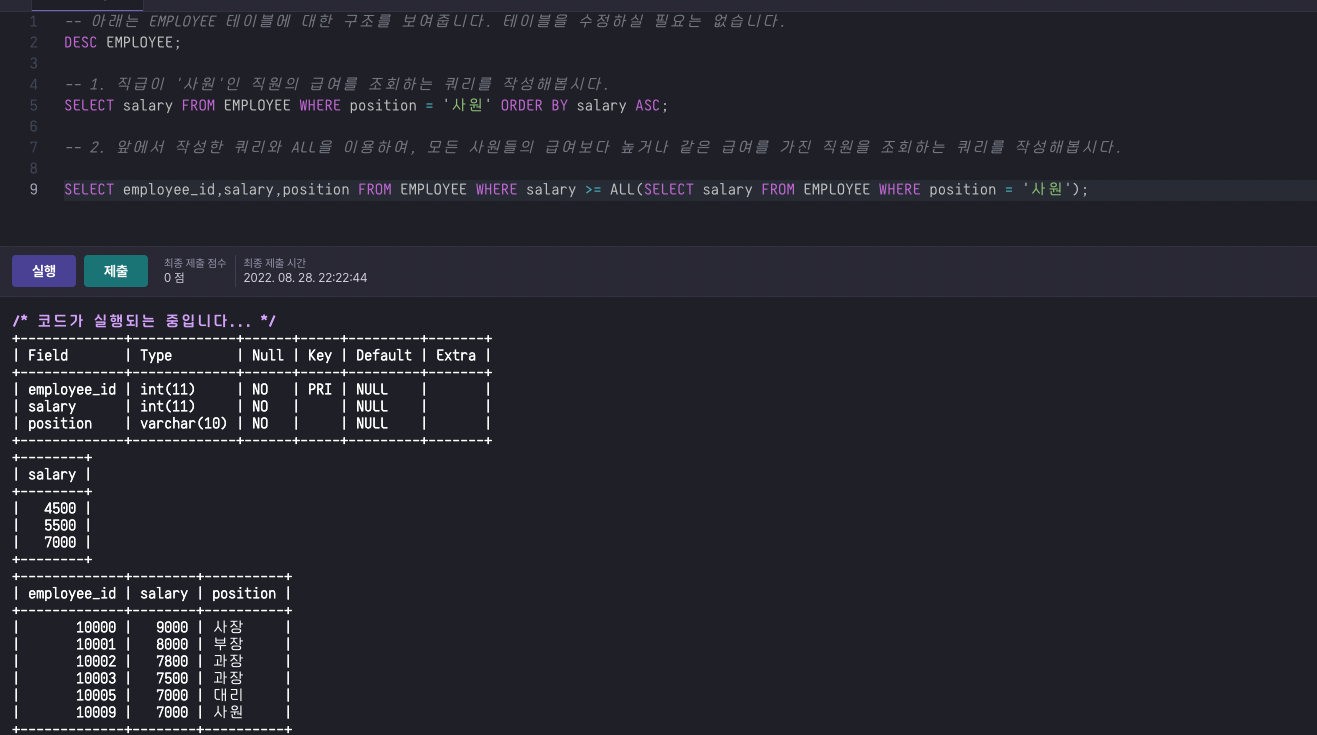 1 -- 아래는 EMPLOYEE 테이블에 대한 구조를 보여줍니다. 테이블을 수정하실 필요는 없습니다.
2 DESC EMPLOYEE;
3
4 -- 1. 직급이 '사원'인 직원의 급여를 조회하는 쿼리를 작성해봅시다.
5 SELECT salary FROM EMPLOYEE WHERE position = '사원' ORDER BY salary ASC;
6
7 -- 2. 앞에서 작성한 쿼리와 ALL을 이용하여, 모든 사원들의 급여보다 높거나 같은 급여를 가진 직원을 조회하는 쿼리를 작성해봅시다.
8
9 SELECT employee_id,salary,position FROM EMPLOYEE WHERE salary >= ALL(SELECT salary FROM EMPLOYEE WHERE position = '사원');
실행 제출 최종 제출 점수 최종 제출 시간
0 점 2022. 08. 28. 22:22:44
/* 코드가 실행되는 중입니다... */
+-------------+-------------+------+-----+---------+-------+
| Field       | Type        | Null | Key | Default | Extra |
+-------------+-------------+------+-----+---------+-------+
| employee_id | int(11)     | NO   | PRI | NULL    |       |
| salary      | int(11)     | NO   |     | NULL    |       |
| position    | varchar(10) | NO   |     | NULL    |       |
+-------------+-------------+------+-----+---------+-------+
+--------+
| salary |
+--------+
|   4500 |
|   5500 |
|   7000 |
+--------+
+-------------+--------+----------+
| employee_id | salary | position |
+-------------+--------+----------+
|       10000 |   9000 | 사장     |
|       10001 |   8000 | 부장     |
|       10002 |   7800 | 과장     |
|       10003 |   7500 | 과장     |
|       10005 |   7000 | 대리     |
|       10009 |   7000 | 사원     |
+-------------+--------+----------+